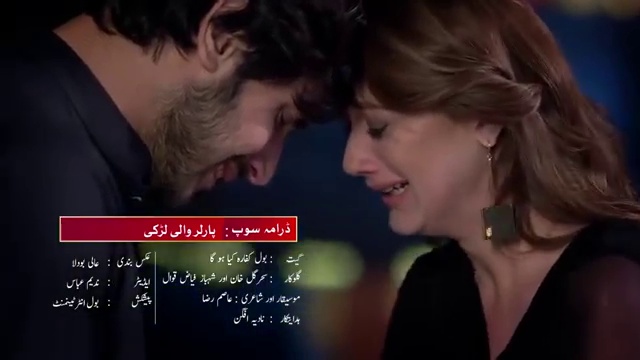 ڈرامہ سوپ : پارلر والی لڑکی
گیت : بول کفارہ کیا ہو گا
گلوکار : سحر گل خان اور شہباز فیاض قوال
موسیقار اور شاعری : عاصم رضا
ہدایتکار : نادیہ افگن
عکس بندی : عالی بودلا
ایڈیٹر : ندیم عباس
پیشکش : بول انٹرٹینمنٹ